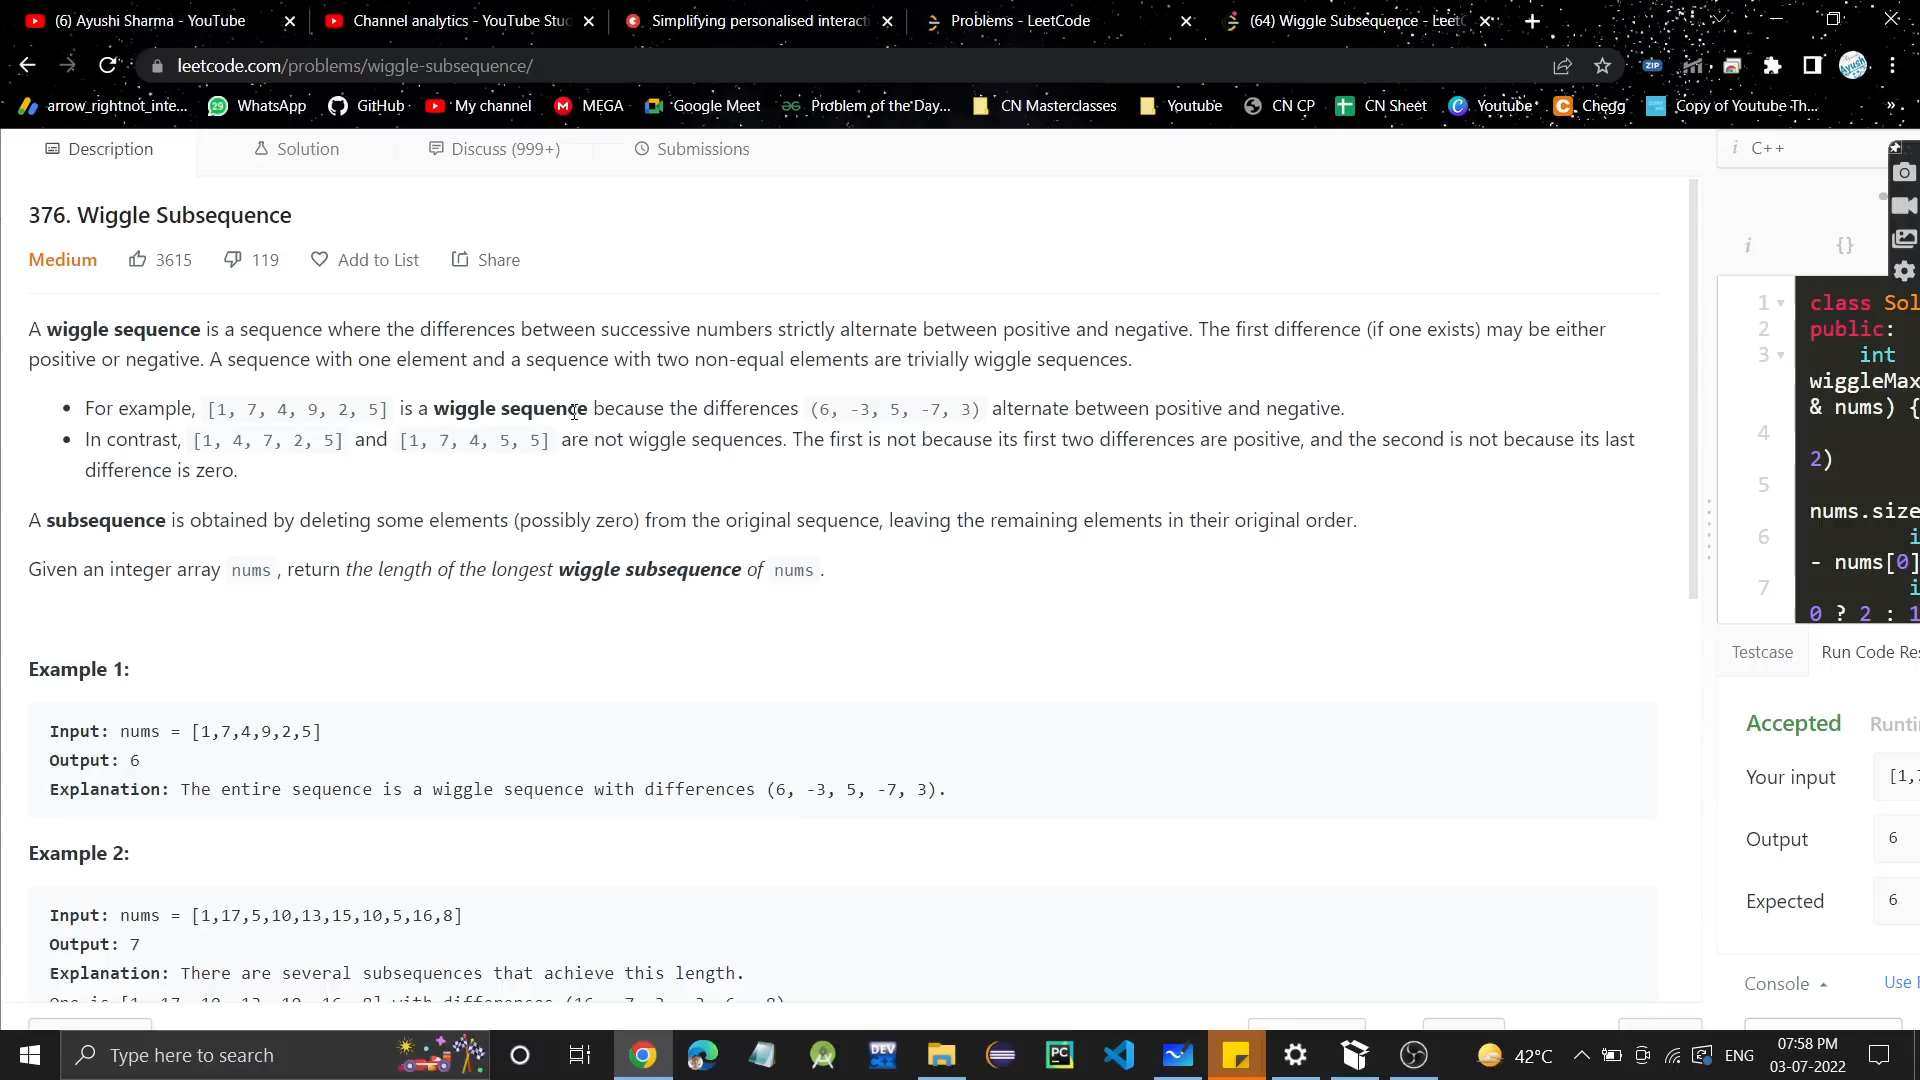 (6) Ayushi Sharma - YouTube
Channel analytics - YouTube Stud
Simplifying personalised interacti
Problems - LeetCode
(64) Wiggle Subsequence - LeetC
leetcode.com/problems/wiggle-subsequence/
arrow_rightnot_inte...
WhatsApp
GitHub
My channel
MEGA
Google Meet
Problem of the Day...
CN Masterclasses
Youtube
CN CP
CN Sheet
Youtube
Chegg
Copy of Youtube Th...
»
Description
Solution
Discuss (999+)
Submissions
376. Wiggle Subsequence
Medium 3615 119 Add to List Share
A wiggle sequence is a sequence where the differences between successive numbers strictly alternate between positive and negative. The first difference (if one exists) may be either
positive or negative. A sequence with one element and a sequence with two non-equal elements are trivially wiggle sequences.
• For example, [1, 7, 4, 9, 2, 5] is a wiggle sequence because the differences (6, -3, 5, -7, 3) alternate between positive and negative.
• In contrast, [1, 4, 7, 2, 5] and [1, 7, 4, 5, 5] are not wiggle sequences. The first is not because its first two differences are positive, and the second is not because its last
difference is zero.
A subsequence is obtained by deleting some elements (possibly zero) from the original sequence, leaving the remaining elements in their original order.
Given an integer array nums, return the length of the longest wiggle subsequence of nums.
Example 1:
Input: nums = [1,7,4,9,2,5]
Output: 6
Explanation: The entire sequence is a wiggle sequence with differences (6, -3, 5, -7, 3).
Example 2:
Input: nums = [1,17,5,10,13,15,10,5,16,8]
Output: 7
Explanation: There are several subsequences that achieve this length.
i C++
i {}
1 class Sol
2 public:
3 int
wiggleMax
& nums) {
4
2)
5
nums.size
6 i
- nums[0]
7 i
0 ? 2 : 1
Testcase
Run Code Res
Accepted
Runti
Your input
[1,7
Output
6
Expected
6
Console
Use E
Type here to search
ZIP
29
DEV
PC
42°C
ENG
07:58 PM
03-07-2022